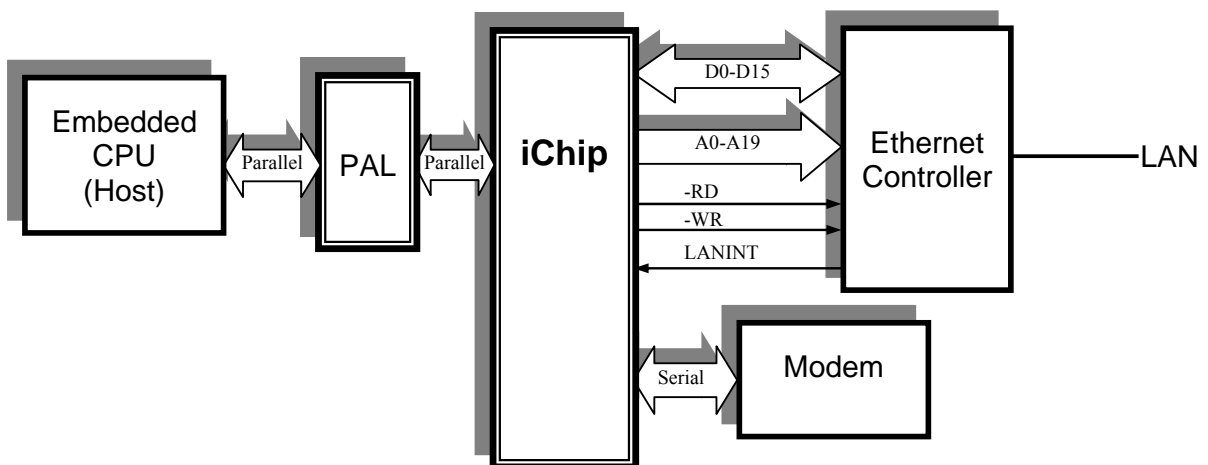 Embedded
CPU
(Host)
Parallel
PAL
Parallel
iChip
D0-D15
A0-A19
-RD
-WR
LANINT
Ethernet
Controller
LAN
Serial
Modem